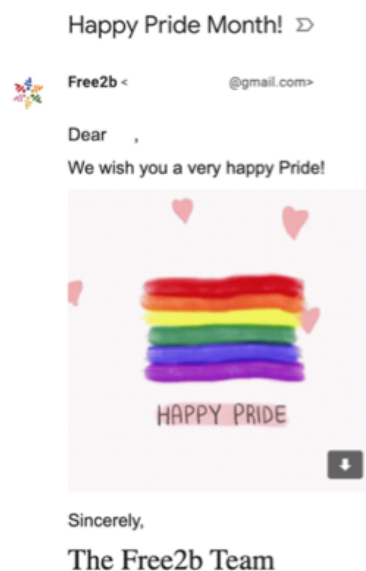 Happy Pride Month!
Free2b < @gmail.com>
Dear ,
We wish you a very happy Pride!
HAPPY PRIDE
Sincerely,
The Free2b Team